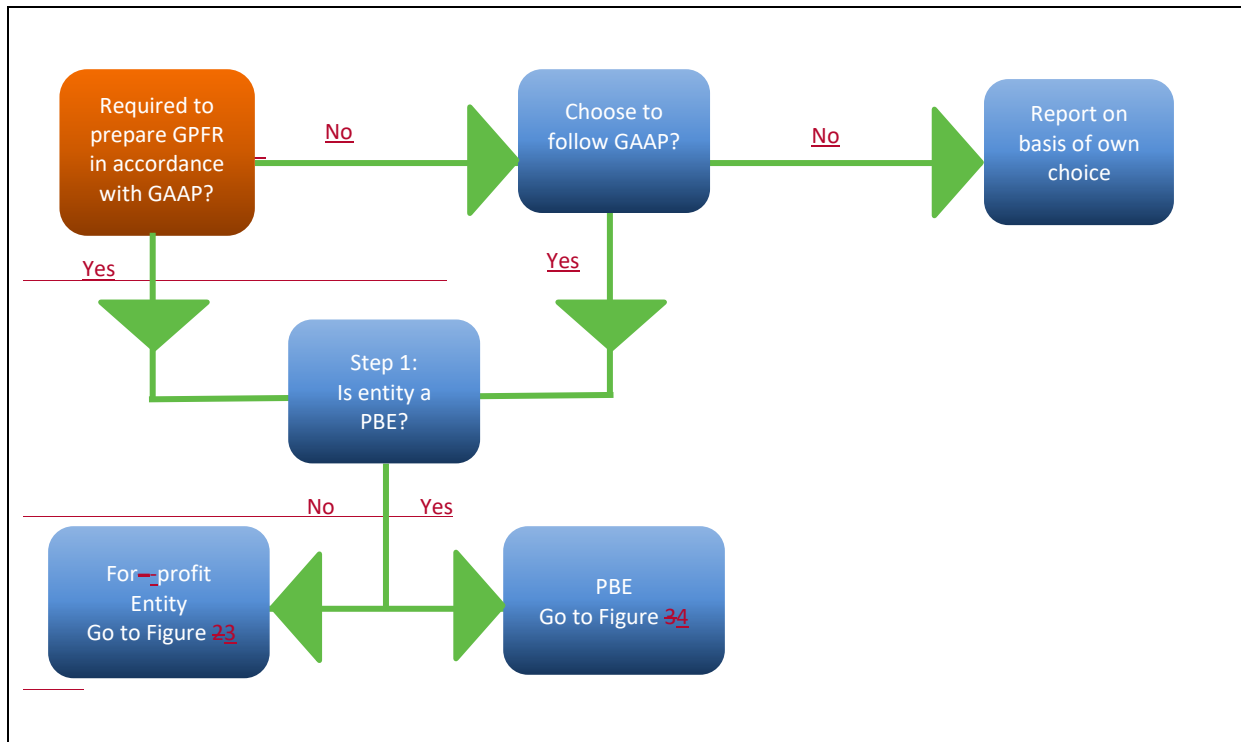 Required to
prepare GPFR
in accordance
with GAAP?
No
Choose to
follow GAAP?
No
Report on
basis of own
choice
Yes
Yes
Step 1:
Is entity a
PBE?
No
Yes
For--profit
Entity
Go to Figure 23
PBE
Go to Figure 34